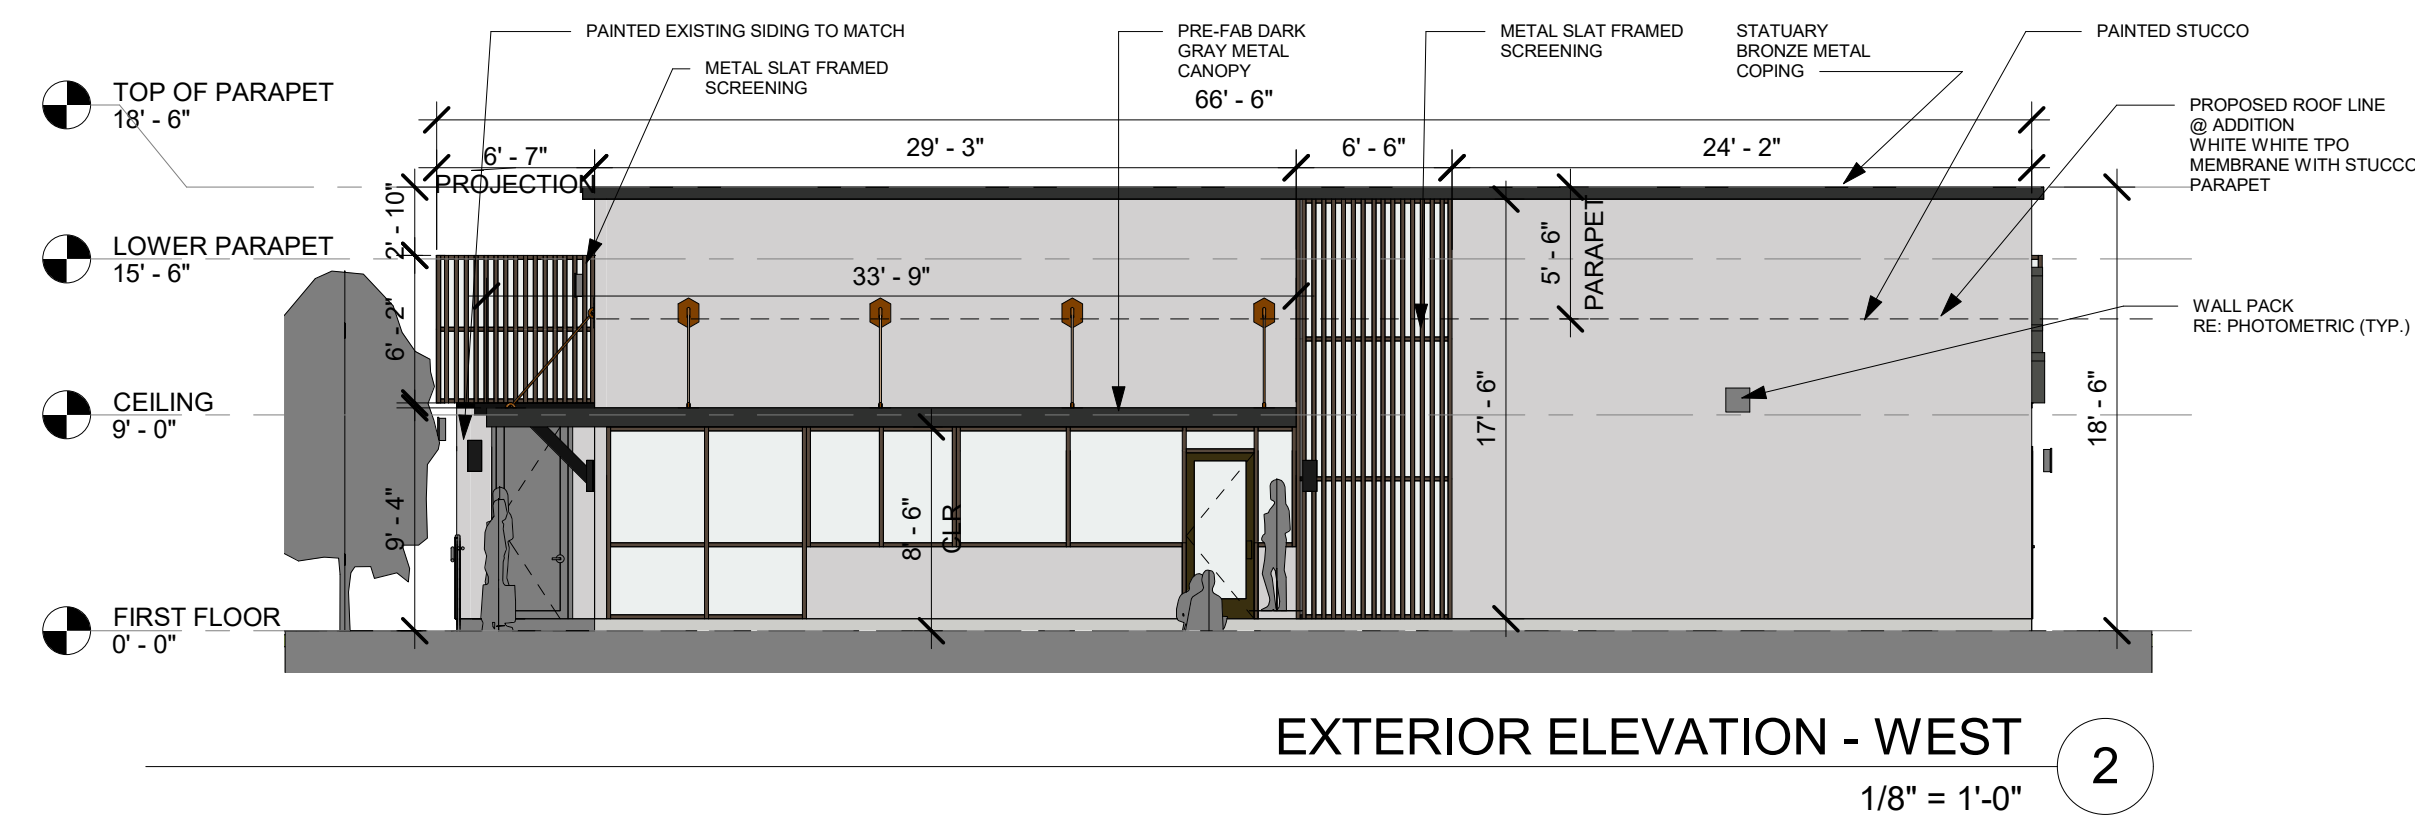 PAINTED EXISTING SIDING TO MATCH
METAL SLAT FRAMED
SCREENING
PRE-FAB DARK
GRAY METAL
CANOPY
METAL SLAT FRAMED
SCREENING
STATUARY
BRONZE METAL
COPING
PAINTED STUCCO
PROPOSED ROOF LINE
@ ADDITION
WHITE WHITE TPO
MEMBRANE WITH STUCCO
PARAPET
TOP OF PARAPET
18' - 6"
66' - 6"
6' - 7"
PROJECTION
29' - 3"
6' - 6"
24' - 2"
2' - 10"
LOWER PARAPET
15' - 6"
33' - 9"
5' - 6"
PARAPET
6' - 2"
WALL PACK
RE: PHOTOMETRIC (TYP.)
CEILING
9' - 0"
17' - 6"
18' - 6"
9' - 4"
8' - 6"
CLR
FIRST FLOOR
0' - 0"
EXTERIOR ELEVATION - WEST
2
1/8" = 1'-0"